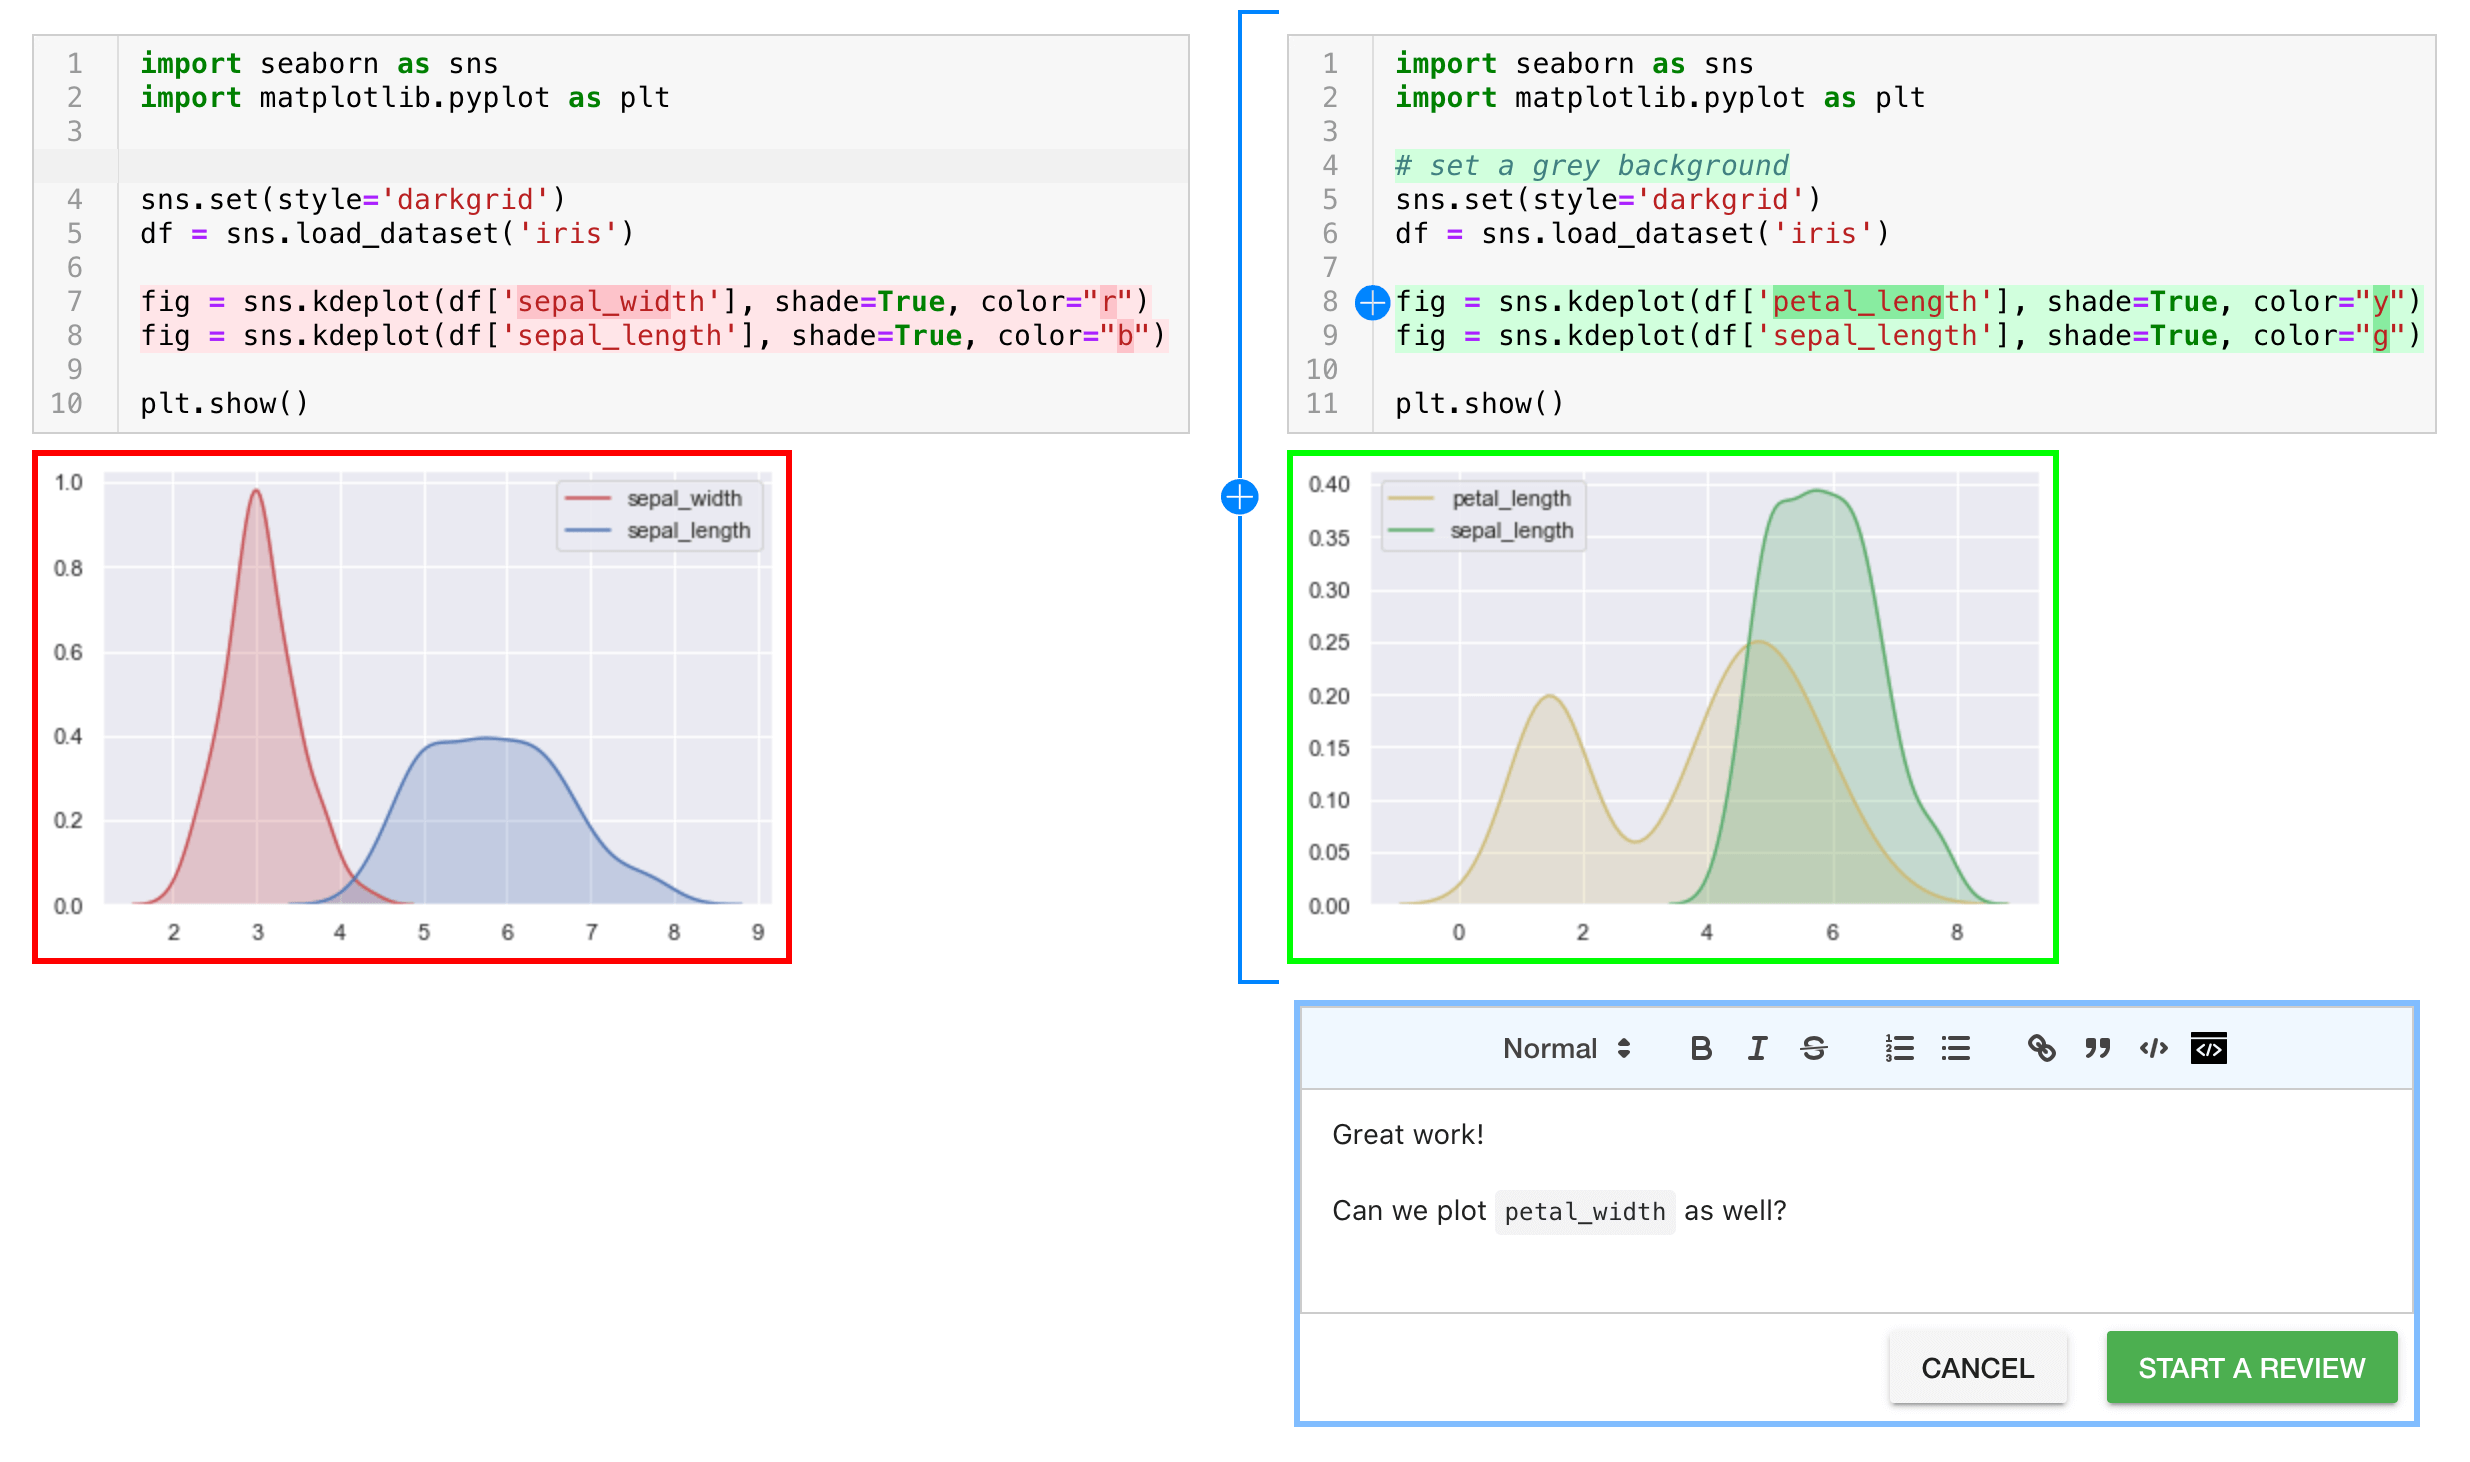 1 import seaborn as sns
2 import matplotlib.pyplot as plt
3
4 sns.set(style='darkgrid')
5 df = sns.load_dataset('iris')
6
7 fig = sns.kdeplot(df['sepal_width'], shade=True, color="r")
8 fig = sns.kdeplot(df['sepal_length'], shade=True, color="b")
9
10 plt.show()
1.0
0.8
0.6
0.4
0.2
0.0
sepal_width
sepal_length
2 3 4 5 6 7 8 9
1 import seaborn as sns
2 import matplotlib.pyplot as plt
3
4 # set a grey background
5 sns.set(style='darkgrid')
6 df = sns.load_dataset('iris')
7
8 fig = sns.kdeplot(df['petal_length'], shade=True, color="y")
9 fig = sns.kdeplot(df['sepal_length'], shade=True, color="g")
10
11 plt.show()
0.40
0.35
0.30
0.25
0.20
0.15
0.10
0.05
0.00
petal_length
sepal_length
0 2 4 6 8
Normal B I S
Great work!
Can we plot petal_width as well?
CANCEL START A REVIEW